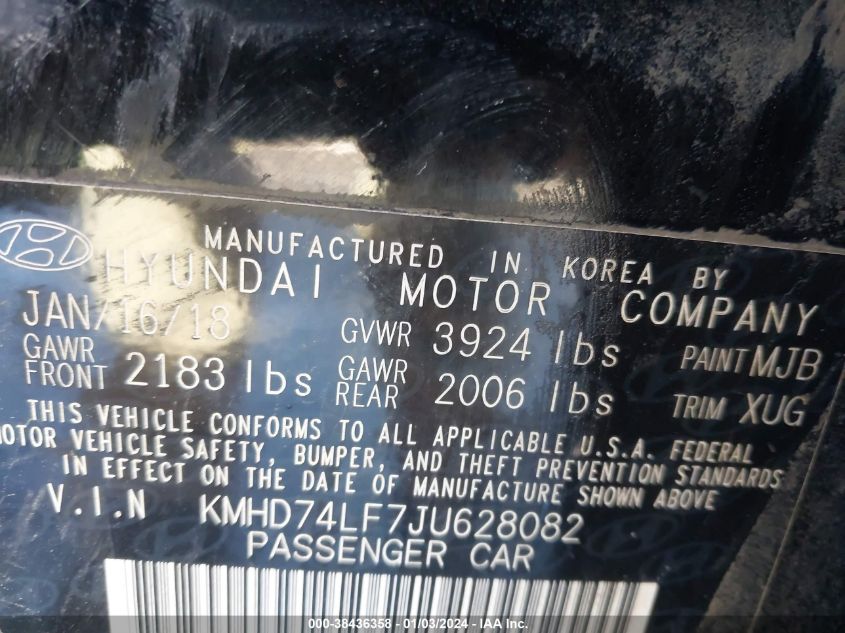 MANUFACTURED IN KOREA BY
HYUNDAI MOTOR COMPANY
JAN/16/18 GVWR 3924 lbs PAINT MJB
GAWR FRONT 2183 lbs GAWR REAR 2006 lbs TRIM XUG
THIS VEHICLE CONFORMS TO ALL APPLICABLE U.S.A. FEDERAL
MOTOR VEHICLE SAFETY, BUMPER, AND THEFT PREVENTION STANDARDS
IN EFFECT ON THE DATE OF MANUFACTURE SHOWN ABOVE
V.I.N KMHD74LF7JU628082
PASSENGER CAR
000-38436358 - 01/03/2024 - IAA Inc.